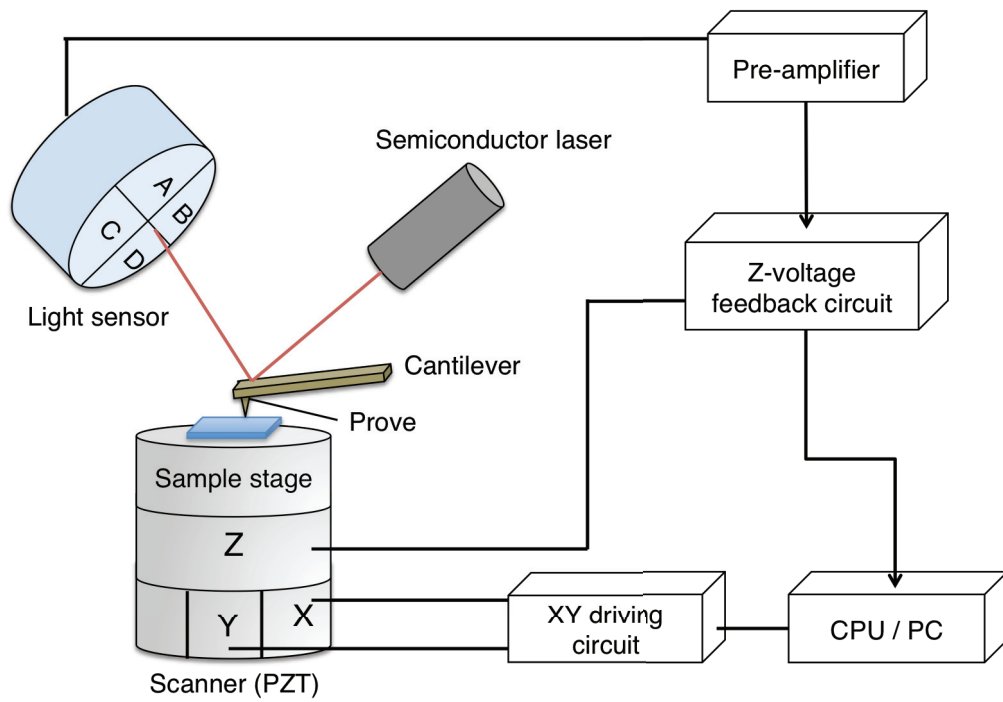 Pre-amplifier
Semiconductor laser
A
B
C
D
Light sensor
Z-voltage
feedback circuit
Cantilever
Prove
Sample stage
Z
Y
X
XY driving
circuit
CPU / PC
Scanner (PZT)